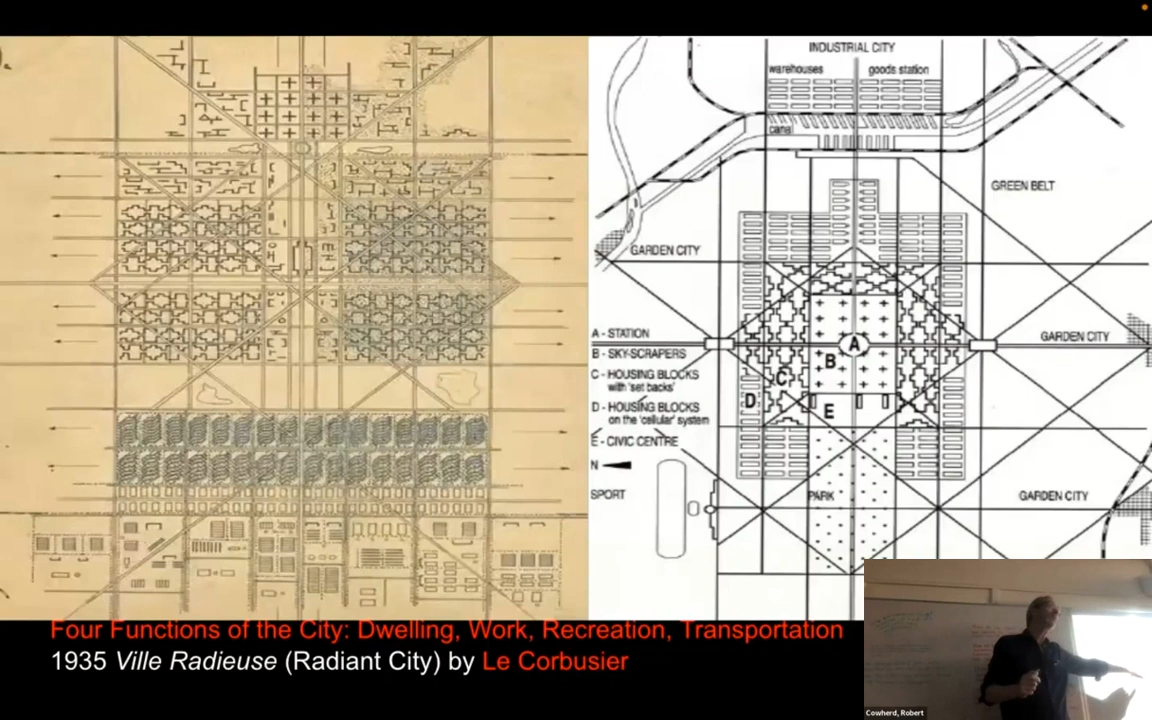 INDUSTRIAL CITY
warehouses
goods station
canal
GREEN BELT
GARDEN CITY
A - STATION
B - SKY-SCRAPERS
C - HOUSING BLOCKS
with 'set backs'
D - HOUSING BLOCKS
on the 'cellular' system
E - CIVIC CENTRE
N
SPORT
A
B
C
D
E
GARDEN CITY
PARK
GARDEN CITY
Four Functions of the City: Dwelling, Work, Recreation, Transportation
1935 Ville Radieuse (Radiant City) by Le Corbusier
Cowherd, Robert